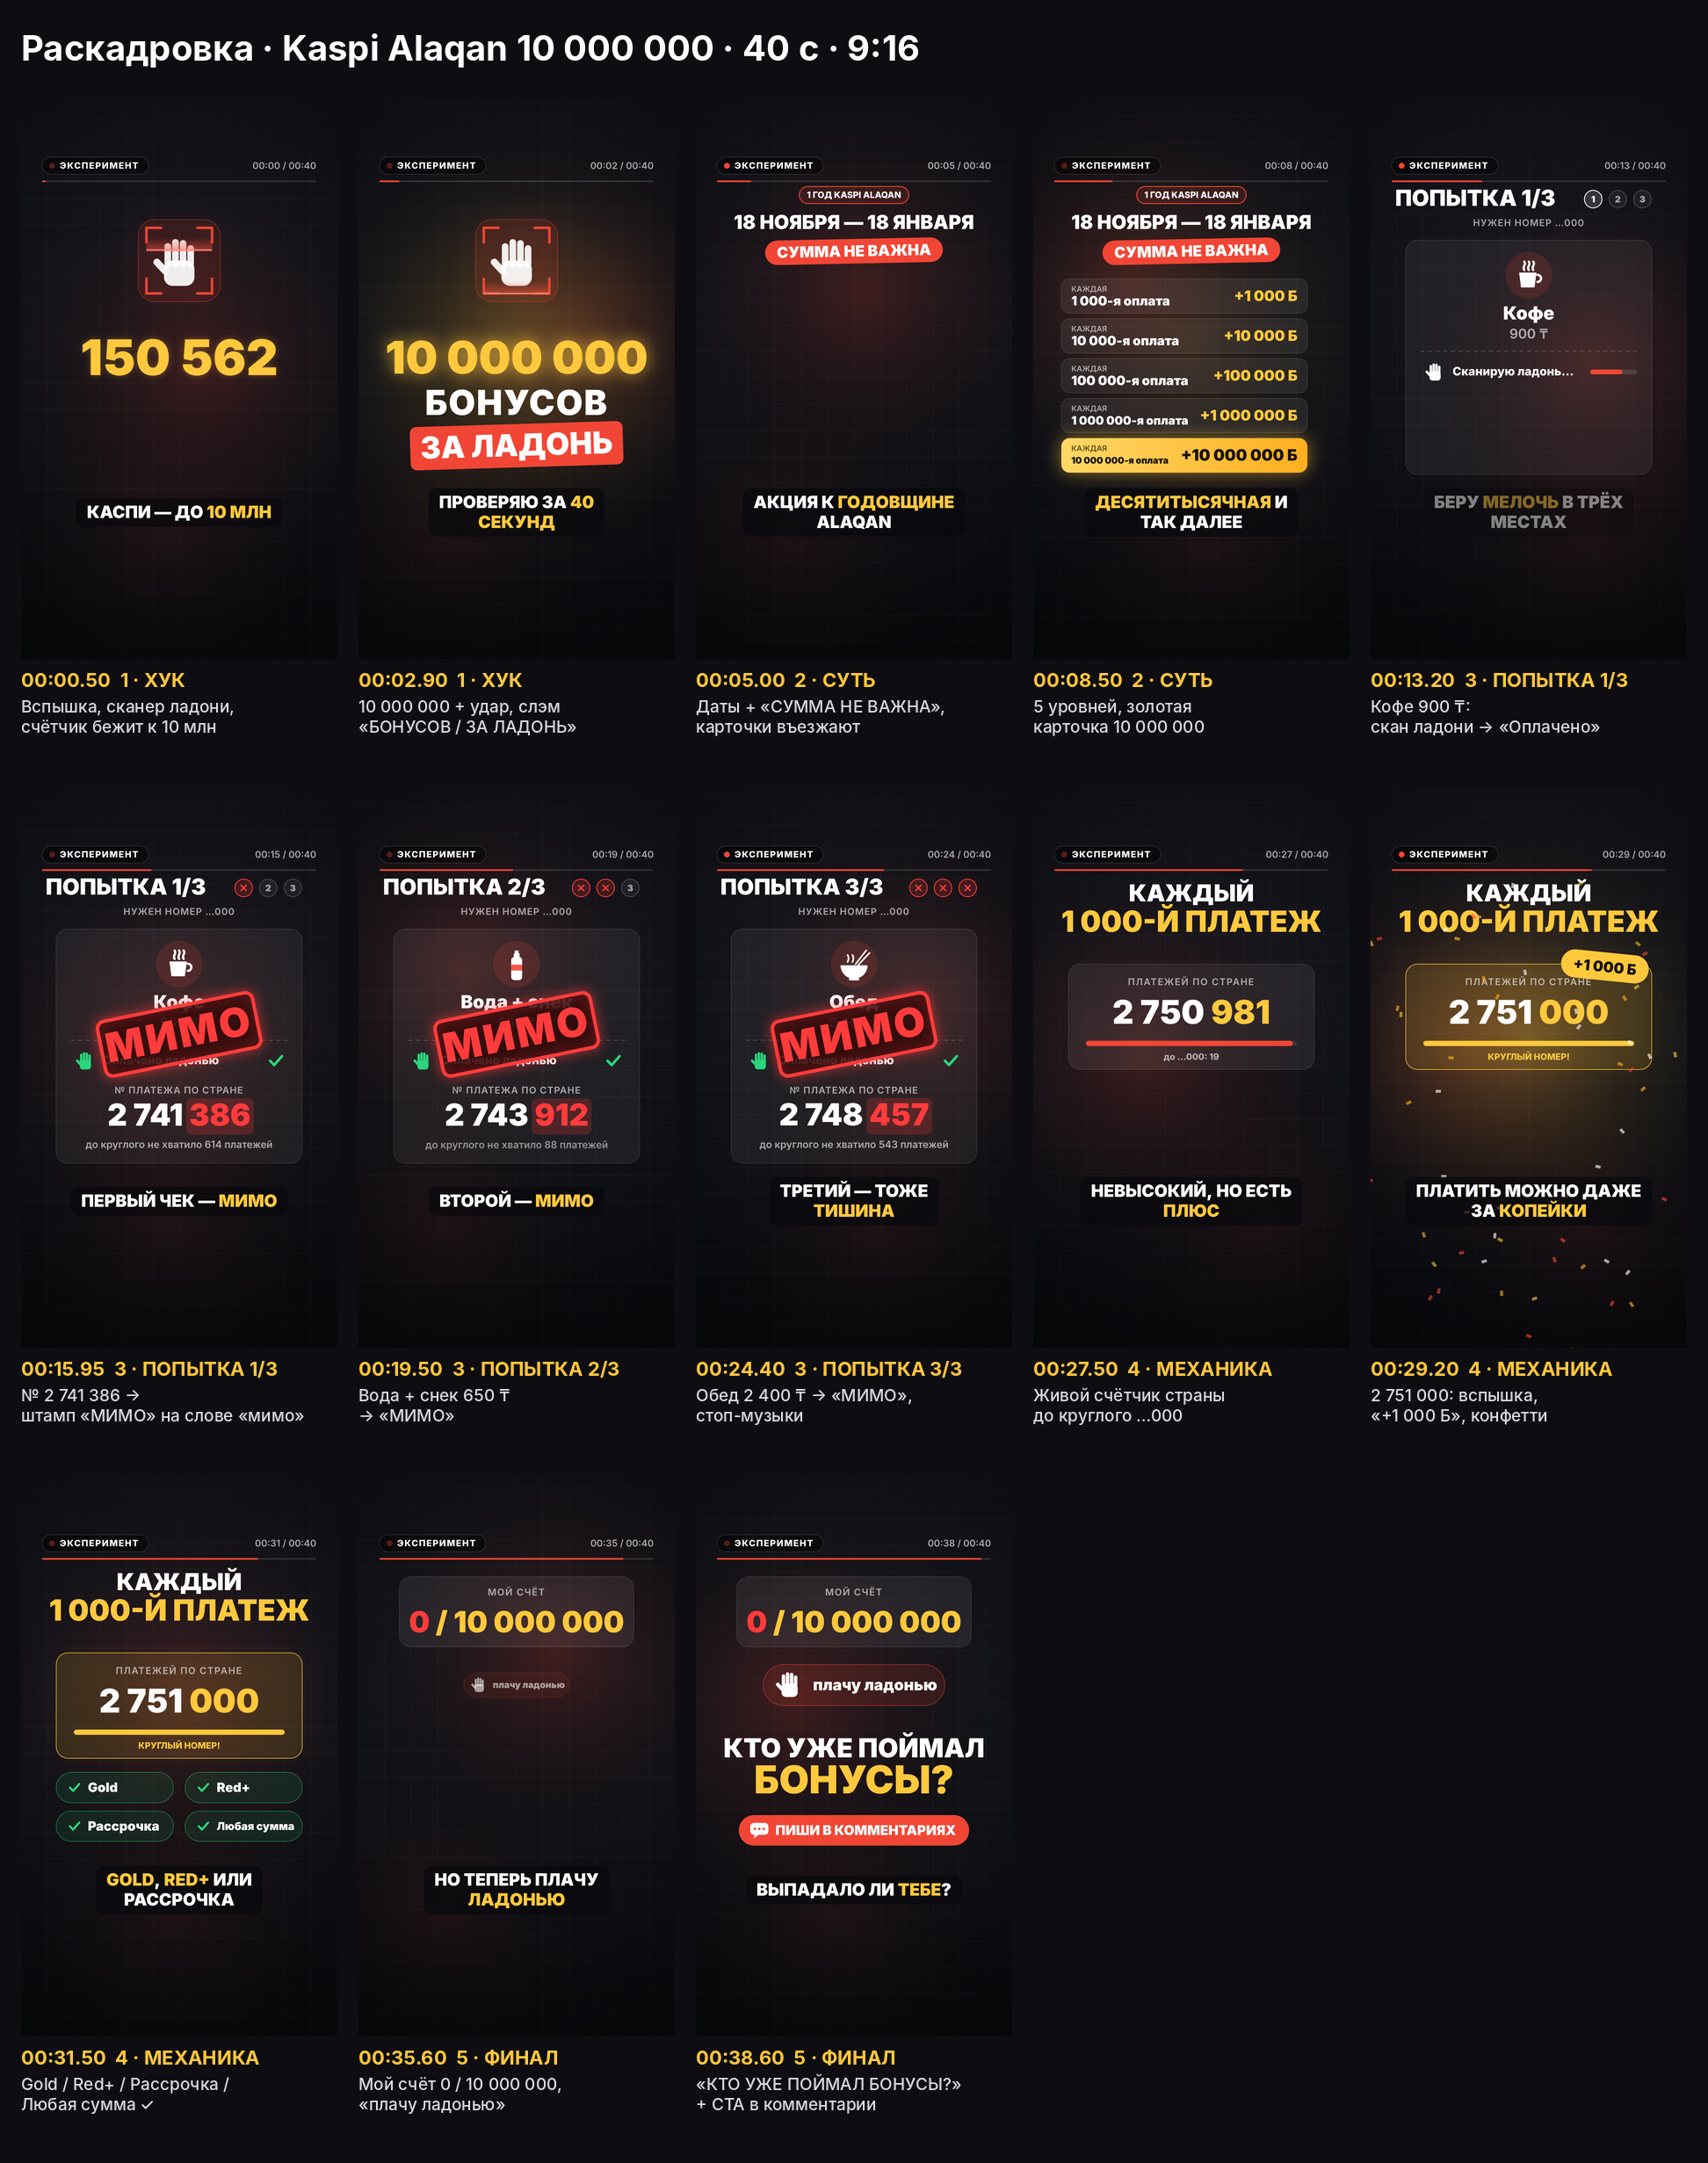 Раскадровка · Kaspi Alaqan 10 000 000 · 40 с · 9:16
ЭКСПЕРИМЕНТ
00:00 / 00:40
150 562
КАСПИ — ДО 10 МЛН
00:00.50 1 · ХУК
Вспышка, сканер ладони,
счётчик бежит к 10 млн
ЭКСПЕРИМЕНТ
00:02 / 00:40
10 000 000
БОНУСОВ
ЗА ЛАДОНЬ
ПРОВЕРЯЮ ЗА 40
СЕКУНД
00:02.90 1 · ХУК
10 000 000 + удар, слэм
«БОНУСОВ / ЗА ЛАДОНЬ»
ЭКСПЕРИМЕНТ
00:05 / 00:40
1 ГОД KASPI ALAQAN
18 НОЯБРЯ — 18 ЯНВАРЯ
СУММА НЕ ВАЖНА
АКЦИЯ К ГОДОВЩИНЕ
ALAQAN
00:05.00 2 · СУТЬ
Даты + «СУММА НЕ ВАЖНА»,
карточки въезжают
ЭКСПЕРИМЕНТ
00:08 / 00:40
1 ГОД KASPI ALAQAN
18 НОЯБРЯ — 18 ЯНВАРЯ
СУММА НЕ ВАЖНА
КАЖДАЯ
1 000-я оплата
+1 000 Б
КАЖДАЯ
10 000-я оплата
+10 000 Б
КАЖДАЯ
100 000-я оплата
+100 000 Б
КАЖДАЯ
1 000 000-я оплата
+1 000 000 Б
КАЖДАЯ
10 000 000-я оплата
+10 000 000 Б
ДЕСЯТИТЫСЯЧНАЯ И
ТАК ДАЛЕЕ
00:08.50 2 · СУТЬ
5 уровней, золотая
карточка 10 000 000
ЭКСПЕРИМЕНТ
00:13 / 00:40
ПОПЫТКА 1/3
1 2 3
НУЖЕН НОМЕР ...000
Кофе
900 ₸
Сканирую ладонь...
БЕРУ МЕЛОЧЬ В ТРЁХ
МЕСТАХ
00:13.20 3 · ПОПЫТКА 1/3
Кофе 900 ₸:
скан ладони → «Оплачено»
ЭКСПЕРИМЕНТ
00:15 / 00:40
ПОПЫТКА 1/3
2 3
НУЖЕН НОМЕР ...000
Кофе
МИМО
№ ПЛАТЕЖА ПО СТРАНЕ
2 741 386
до круглого не хватило 614 платежей
ПЕРВЫЙ ЧЕК — МИМО
00:15.95 3 · ПОПЫТКА 1/3
№ 2 741 386 →
штамп «МИМО» на слове «мимо»
ЭКСПЕРИМЕНТ
00:19 / 00:40
ПОПЫТКА 2/3
3
НУЖЕН НОМЕР ...000
Вода + снек
МИМО
№ ПЛАТЕЖА ПО СТРАНЕ
2 743 912
до круглого не хватило 88 платежей
ВТОРОЙ — МИМО
00:19.50 3 · ПОПЫТКА 2/3
Вода + снек 650 ₸
→ «МИМО»
ЭКСПЕРИМЕНТ
00:24 / 00:40
ПОПЫТКА 3/3
НУЖЕН НОМЕР ...000
Обед
МИМО
№ ПЛАТЕЖА ПО СТРАНЕ
2 748 457
до круглого не хватило 543 платежей
ТРЕТИЙ — ТОЖЕ
ТИШИНА
00:24.40 3 · ПОПЫТКА 3/3
Обед 2 400 ₸ → «МИМО»,
стоп-музыки
ЭКСПЕРИМЕНТ
00:27 / 00:40
КАЖДЫЙ
1 000-Й ПЛАТЕЖ
ПЛАТЕЖЕЙ ПО СТРАНЕ
2 750 981
до ...000: 19
НЕВЫСОКИЙ, НО ЕСТЬ
ПЛЮС
00:27.50 4 · МЕХАНИКА
Живой счётчик страны
до круглого ...000
ЭКСПЕРИМЕНТ
00:29 / 00:40
КАЖДЫЙ
1 000-Й ПЛАТЕЖ
+1 000 Б
ПЛАТЕЖЕЙ ПО СТРАНЕ
2 751 000
КРУГЛЫЙ НОМЕР!
ПЛАТИТЬ МОЖНО ДАЖЕ
ЗА КОПЕЙКИ
00:29.20 4 · МЕХАНИКА
2 751 000: вспышка,
«+1 000 Б», конфетти
ЭКСПЕРИМЕНТ
00:31 / 00:40
КАЖДЫЙ
1 000-Й ПЛАТЕЖ
ПЛАТЕЖЕЙ ПО СТРАНЕ
2 751 000
КРУГЛЫЙ НОМЕР!
Gold
Red+
Рассрочка
Любая сумма
GOLD, RED+ ИЛИ
РАССРОЧКА
00:31.50 4 · МЕХАНИКА
Gold / Red+ / Рассрочка /
Любая сумма ✓
ЭКСПЕРИМЕНТ
00:35 / 00:40
МОЙ СЧЁТ
0 / 10 000 000
плачу ладонью
НО ТЕПЕРЬ ПЛАЧУ
ЛАДОНЬЮ
00:35.60 5 · ФИНАЛ
Мой счёт 0 / 10 000 000,
«плачу ладонью»
ЭКСПЕРИМЕНТ
00:38 / 00:40
МОЙ СЧЁТ
0 / 10 000 000
плачу ладонью
КТО УЖЕ ПОЙМАЛ
БОНУСЫ?
ПИШИ В КОММЕНТАРИЯХ
ВЫПАДАЛО ЛИ ТЕБЕ?
00:38.60 5 · ФИНАЛ
«КТО УЖЕ ПОЙМАЛ БОНУСЫ?»
+ СТА в комментарии